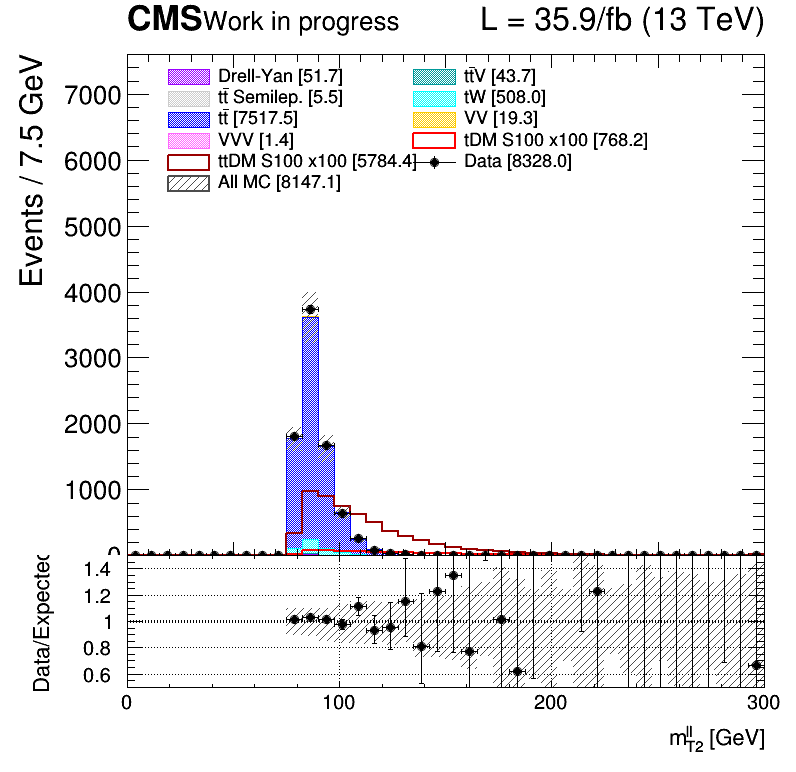 CMS Work in progress L = 35.9/fb (13 TeV)
Drell-Yan [51.7] tt̄V [43.7]
tt̄ Semilep. [5.5] tW [508.0]
tt̄ [7517.5] VV [19.3]
VVV [1.4] tDM S100 x100 [768.2]
ttDM S100 x100 [5784.4] Data [8328.0]
All MC [8147.1]
Events / 7.5 GeV
7000
6000
5000
4000
3000
2000
1000
0
Data/Expected
1.4
1.2
1
0.8
0.6
0 100 200 300
m_{T2}^{ll} [GeV]